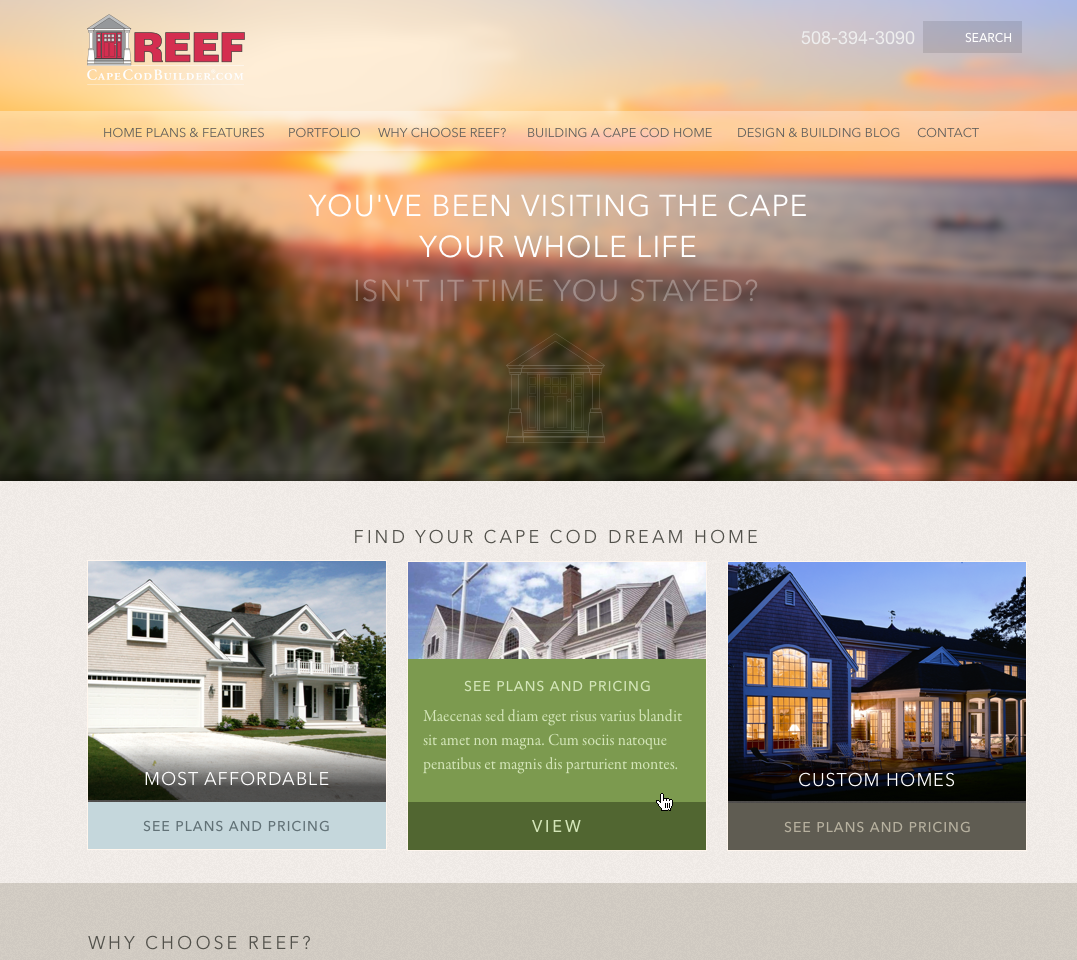 REEF
CAPECODBUILDER.COM
508-394-3090
SEARCH
HOME PLANS & FEATURES PORTFOLIO WHY CHOOSE REEF? BUILDING A CAPE COD HOME DESIGN & BUILDING BLOG CONTACT
YOU'VE BEEN VISITING THE CAPE
YOUR WHOLE LIFE
ISN'T IT TIME YOU STAYED?
FIND YOUR CAPE COD DREAM HOME
MOST AFFORDABLE
SEE PLANS AND PRICING
SEE PLANS AND PRICING
Maecenas sed diam eget risus varius blandit
sit amet non magna. Cum sociis natoque
penatibus et magnis dis parturient montes.
VIEW
CUSTOM HOMES
SEE PLANS AND PRICING
WHY CHOOSE REEF?